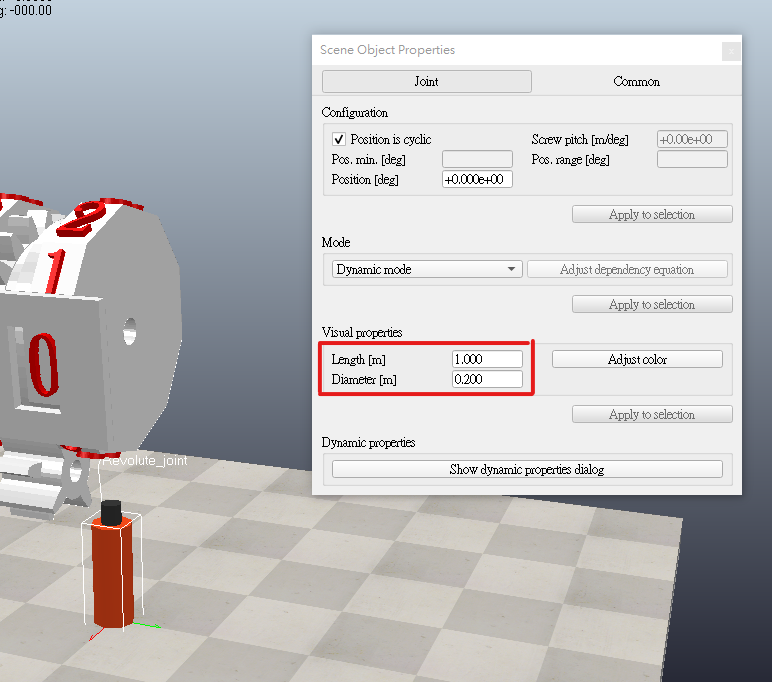 g: -000.00
Scene Object Properties
Joint
Common
Configuration
Position is cyclic
Screw pitch [m/deg]
+0.00e+00
Pos. min. [deg]
Pos. range [deg]
Position [deg]
+0.000e+00
Apply to selection
Mode
Dynamic mode
Adjust dependency equation
Apply to selection
Visual properties
Length [m]
1.000
Adjust color
Diameter [m]
0.200
Apply to selection
Dynamic properties
Show dynamic properties dialog
2
1
0
Revolute_joint